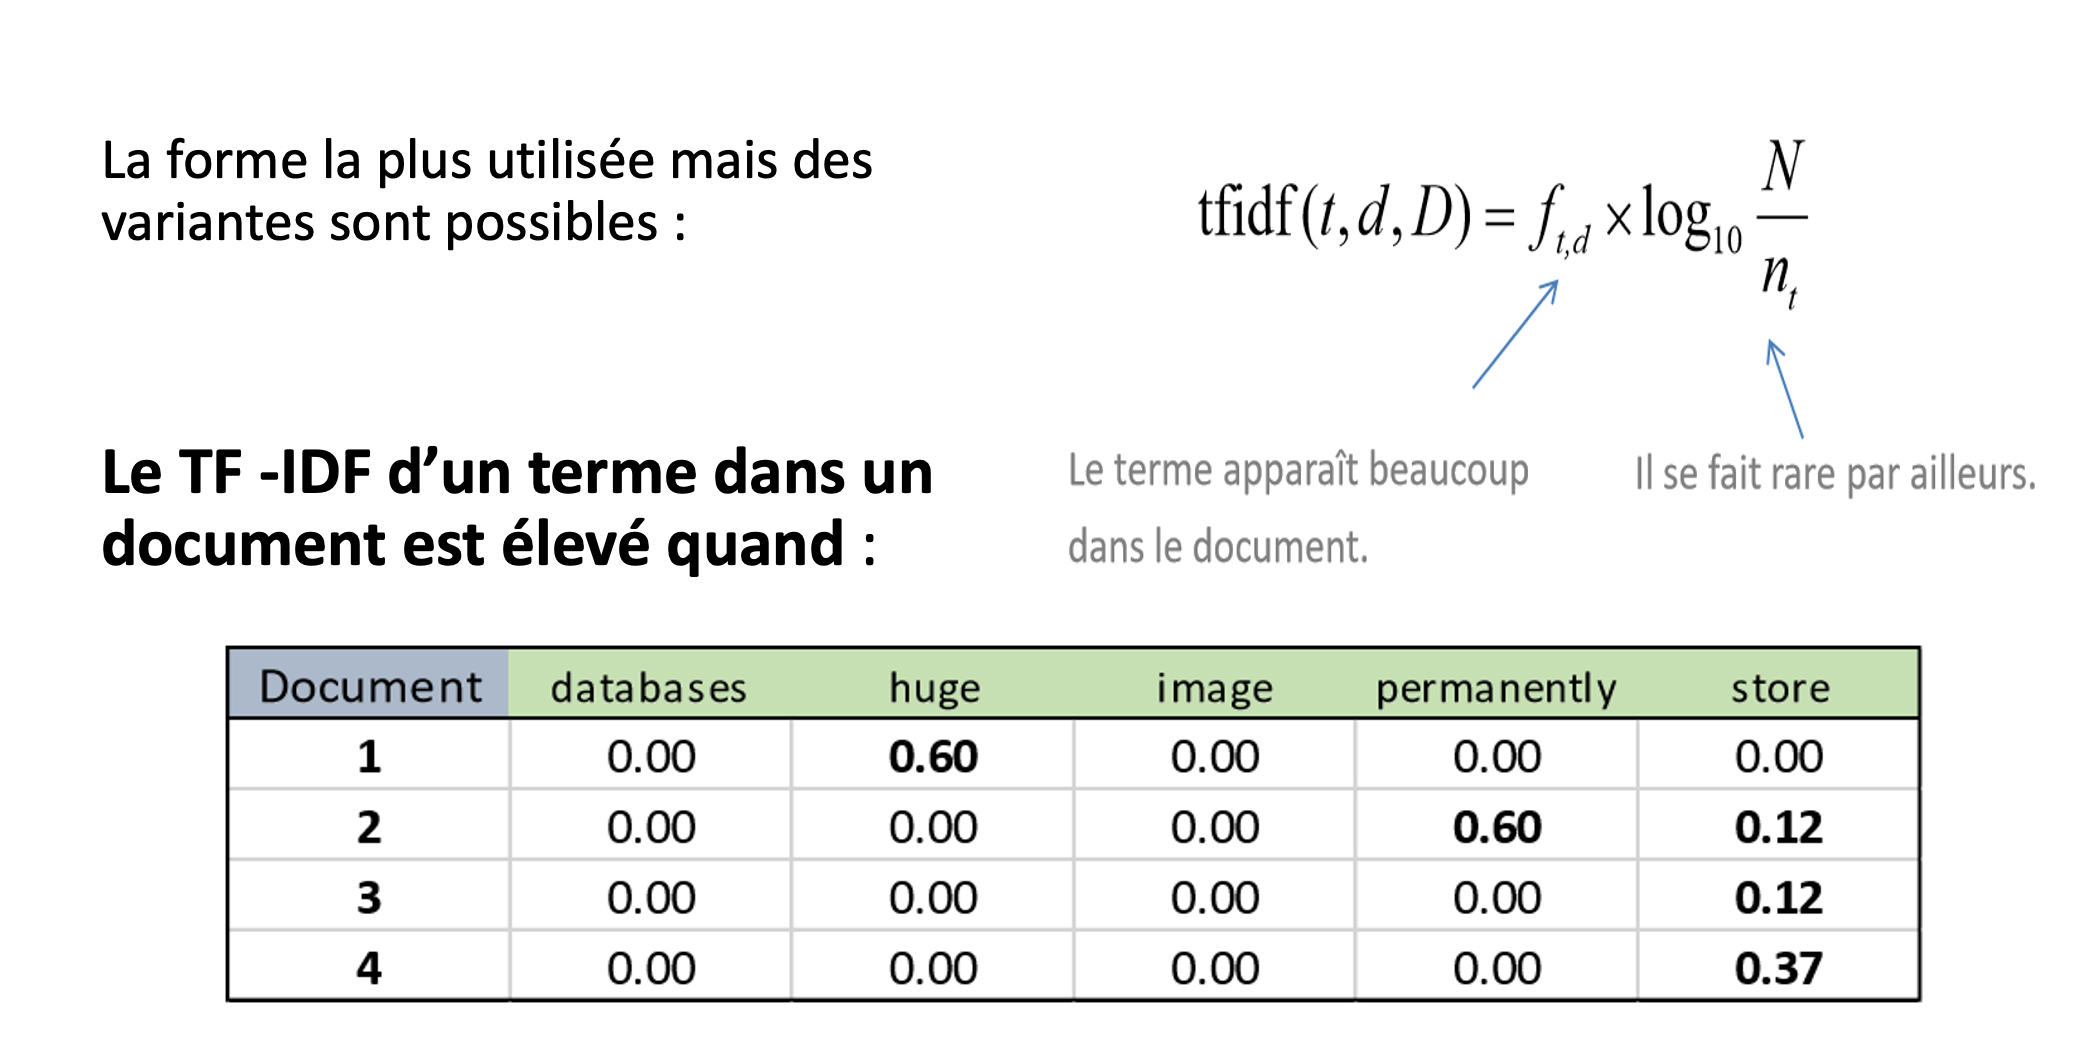 La forme la plus utilisée mais des
variantes sont possibles :
tfidf(t,d,D) = f_{t,d} × log_{10} N/n_t
Le TF -IDF d’un terme dans un
document est élevé quand :
Le terme apparaît beaucoup
dans le document.
Il se fait rare par ailleurs.
Document databases huge image permanently store
1 0.00 0.60 0.00 0.00 0.00
2 0.00 0.00 0.00 0.60 0.12
3 0.00 0.00 0.00 0.00 0.12
4 0.00 0.00 0.00 0.00 0.37